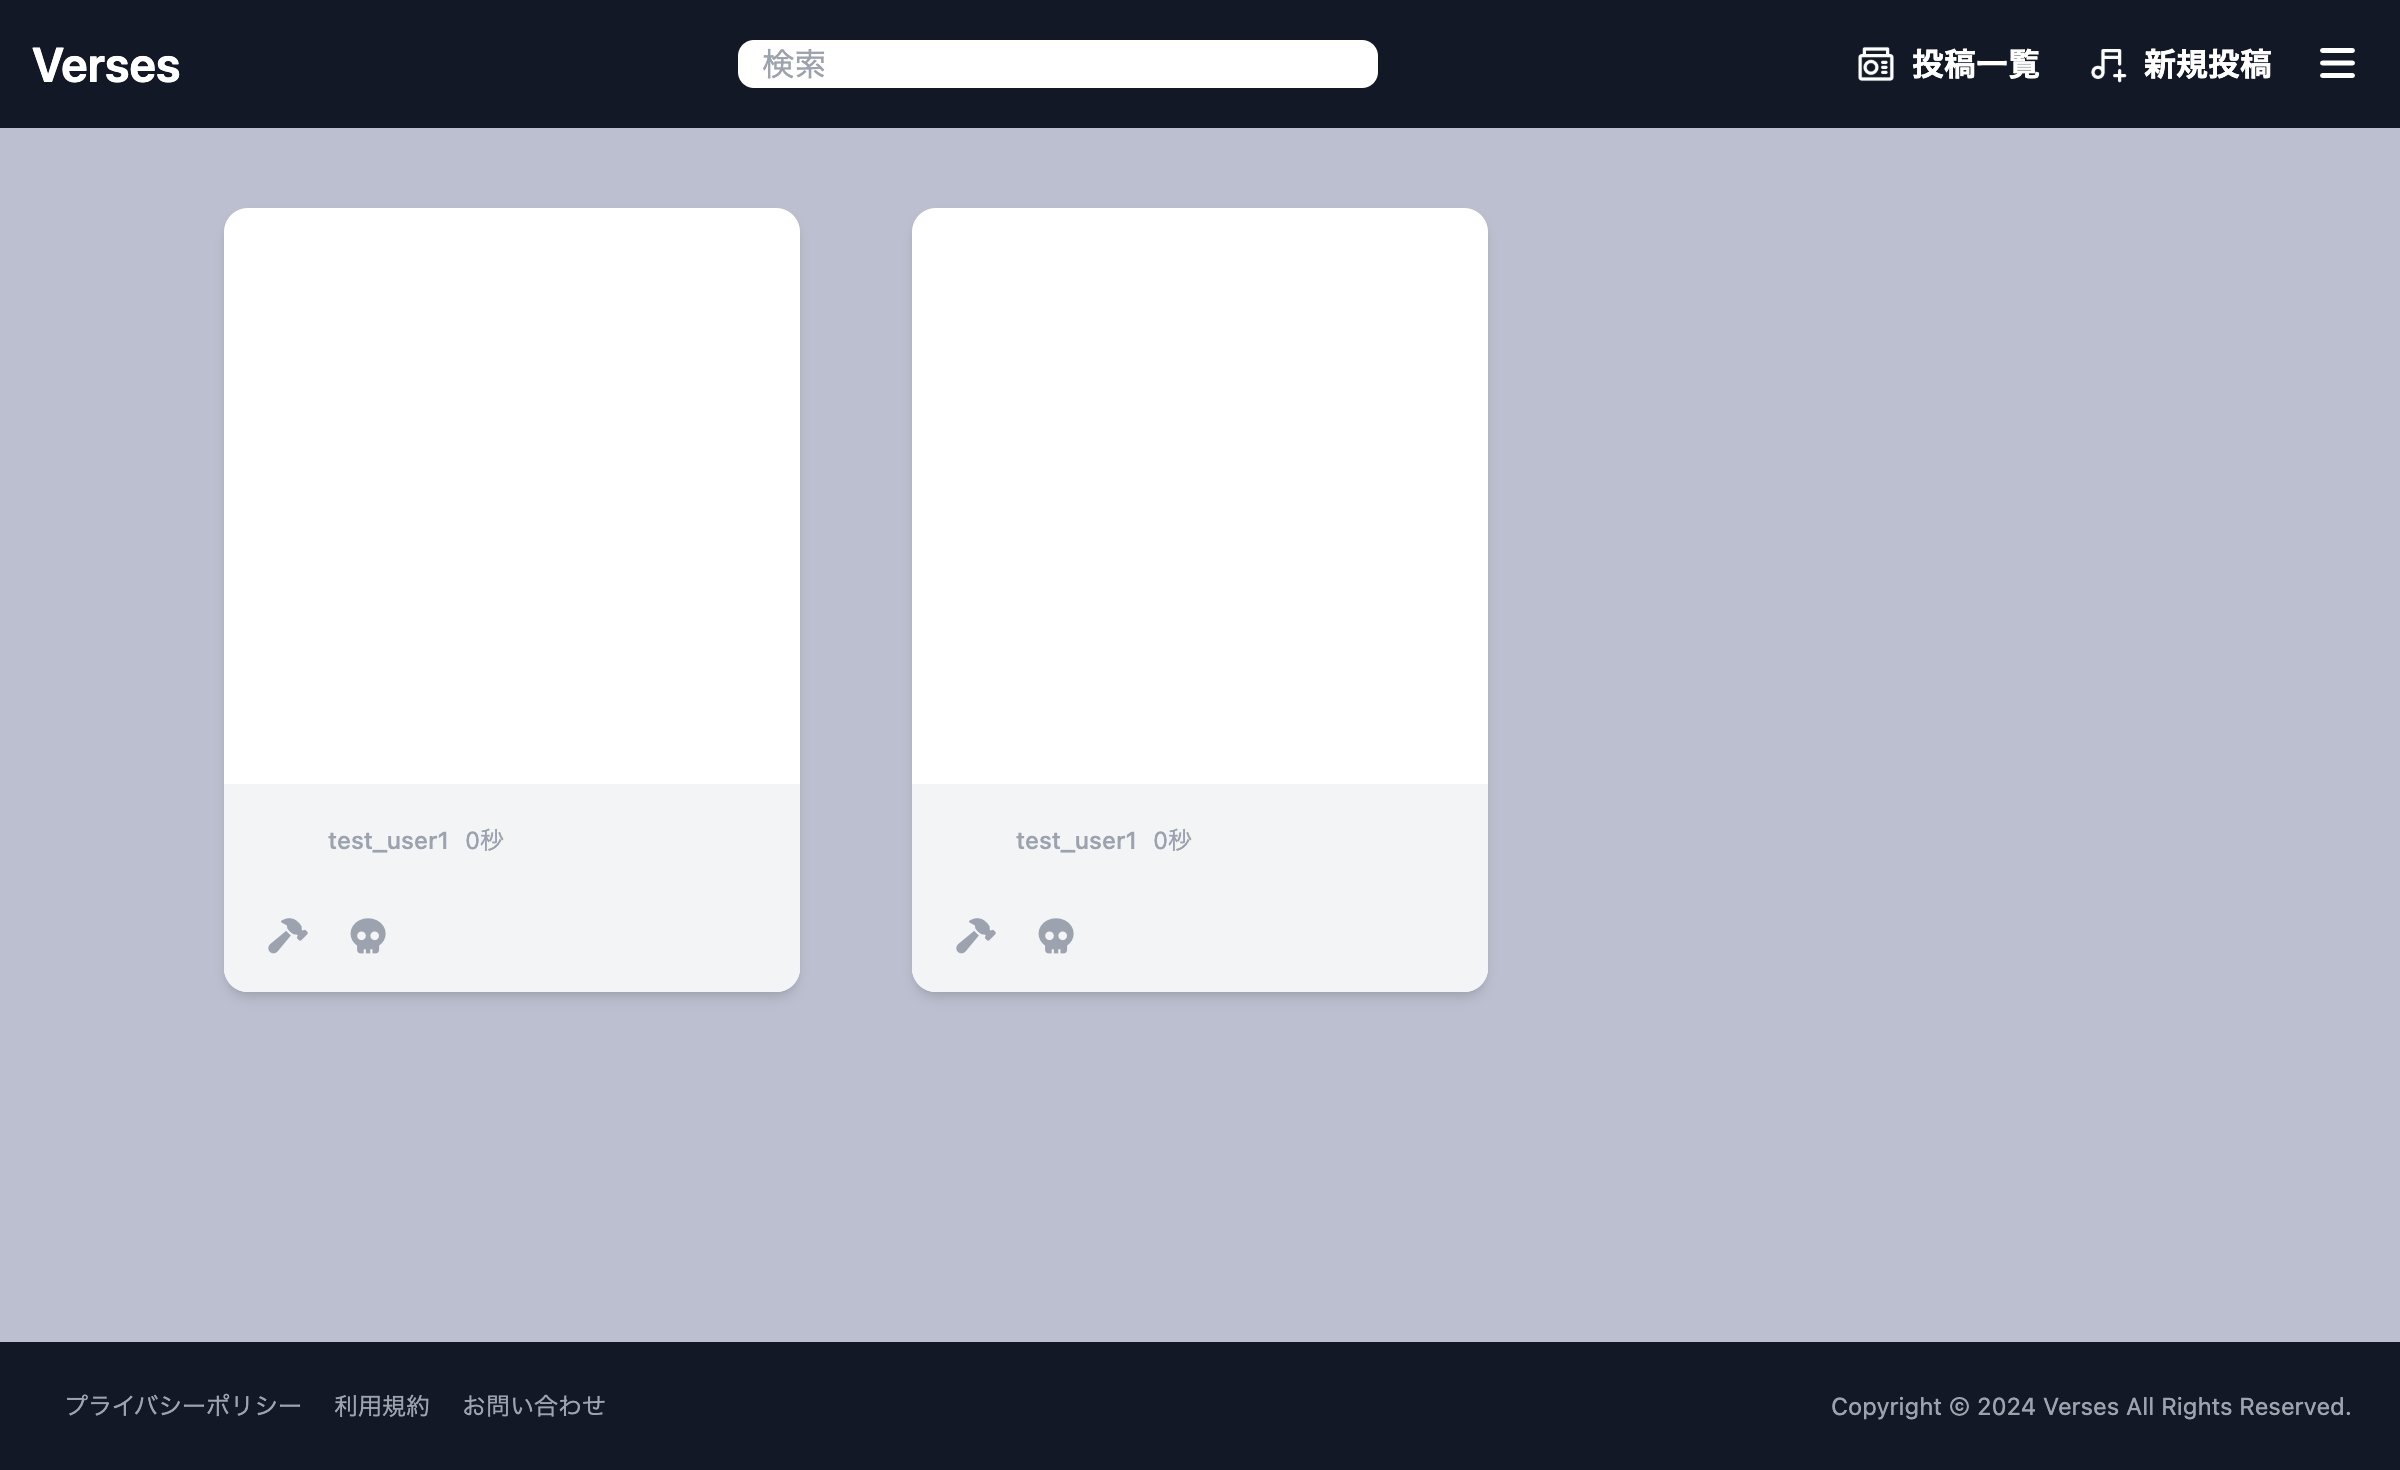 Verses
検索
投稿一覧
新規投稿
test_user1 0秒
test_user1 0秒
プライバシーポリシー 利用規約 お問い合わせ
Copyright © 2024 Verses All Rights Reserved.